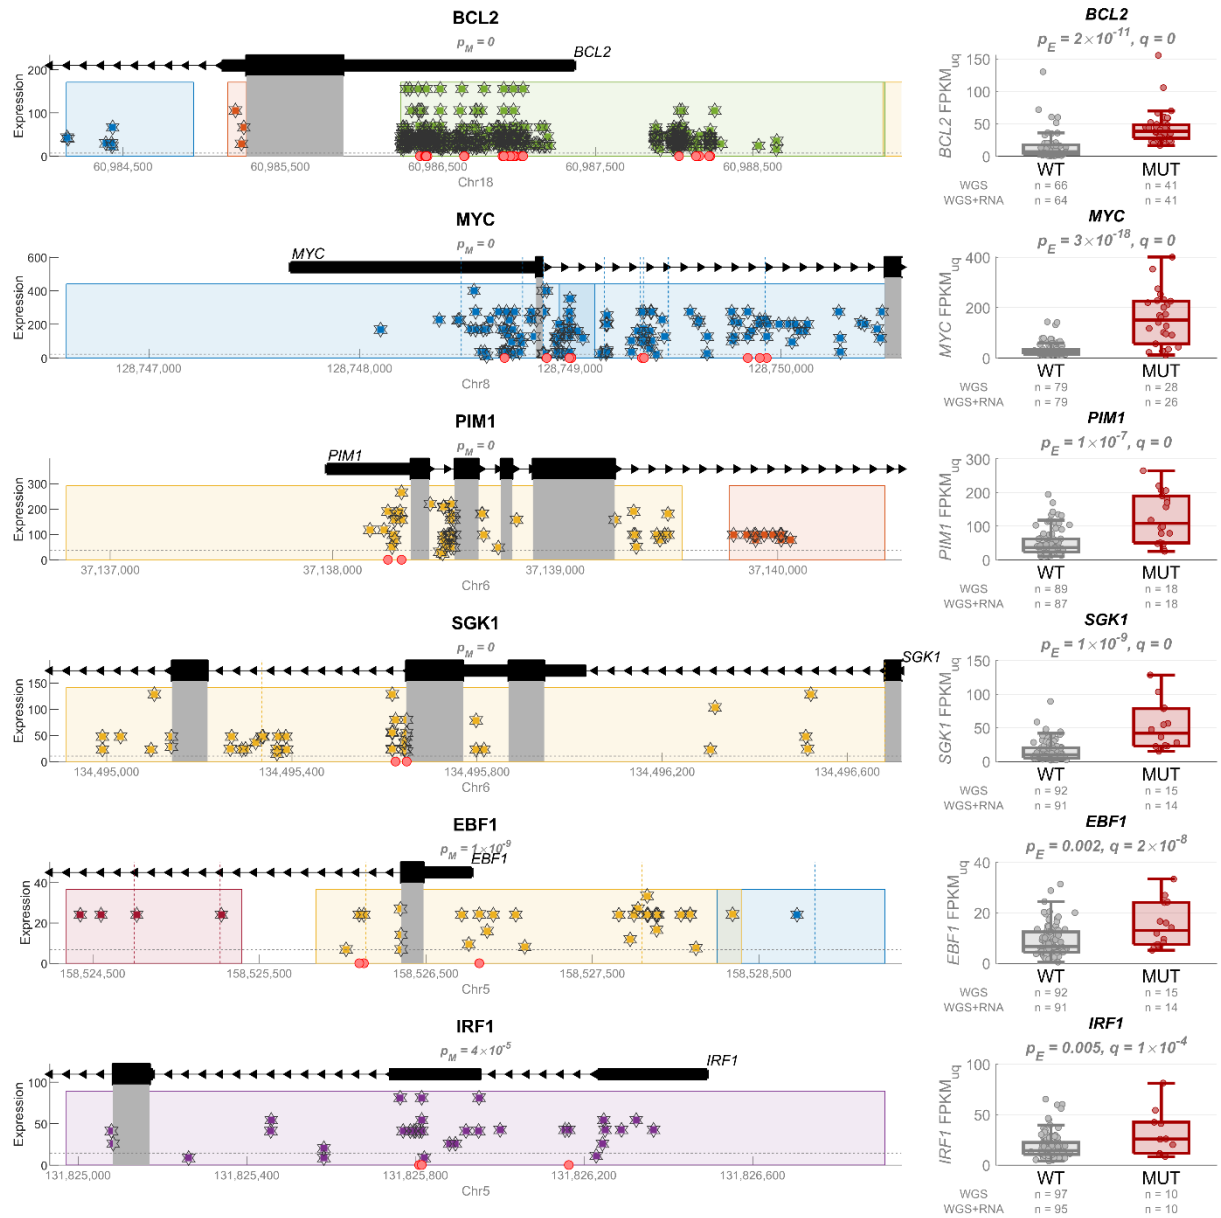 BCL2
p_M = 0
BCL2
Expression
200
100
0
60,984,500 60,985,500 60,986,500 60,987,500 60,988,500
Chr18
BCL2
p_E = 2×10^-11, q = 0
BCL2 FPKM_uq
150
100
50
0
WT MUT
WGS n = 66 n = 41
WGS+RNA n = 64 n = 41
MYC
p_M = 0
MYC
Expression
600
400
200
0
128,747,000 128,748,000 128,749,000 128,750,000
Chr8
MYC
p_E = 3×10^-18, q = 0
MYC FPKM_uq
400
200
0
WT MUT
WGS n = 79 n = 28
WGS+RNA n = 79 n = 26
PIM1
p_M = 0
PIM1
Expression
300
200
100
0
37,137,000 37,138,000 37,139,000 37,140,000
Chr6
PIM1
p_E = 1×10^-7, q = 0
PIM1 FPKM_uq
300
200
100
0
WT MUT
WGS n = 89 n = 18
WGS+RNA n = 87 n = 18
SGK1
p_M = 0
SGK1
Expression
150
100
50
0
134,495,000 134,495,400 134,495,800 134,496,200 134,496,600
Chr6
SGK1
p_E = 1×10^-9, q = 0
SGK1 FPKM_uq
150
100
50
0
WT MUT
WGS n = 92 n = 15
WGS+RNA n = 91 n = 14
EBF1
p_M = 1×10^-9
EBF1
Expression
40
20
0
158,524,500 158,525,500 158,526,500 158,527,500 158,528,500
Chr5
EBF1
p_E = 0.002, q = 2×10^-8
EBF1 FPKM_uq
40
20
0
WT MUT
WGS n = 92 n = 15
WGS+RNA n = 91 n = 14
IRF1
p_M = 4×10^-5
IRF1
Expression
100
50
0
131,825,000 131,825,400 131,825,800 131,826,200 131,826,600
Chr5
IRF1
p_E = 0.005, q = 1×10^-4
IRF1 FPKM_uq
100
50
0
WT MUT
WGS n = 97 n = 10
WGS+RNA n = 95 n = 10